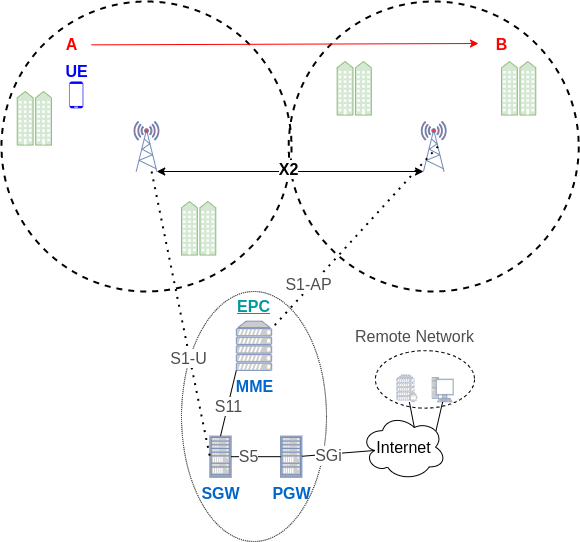 A
B
UE
X2
S1-AP
EPC
Remote Network
S1-U
MME
S11
Internet
S5
SGi
SGW
PGW